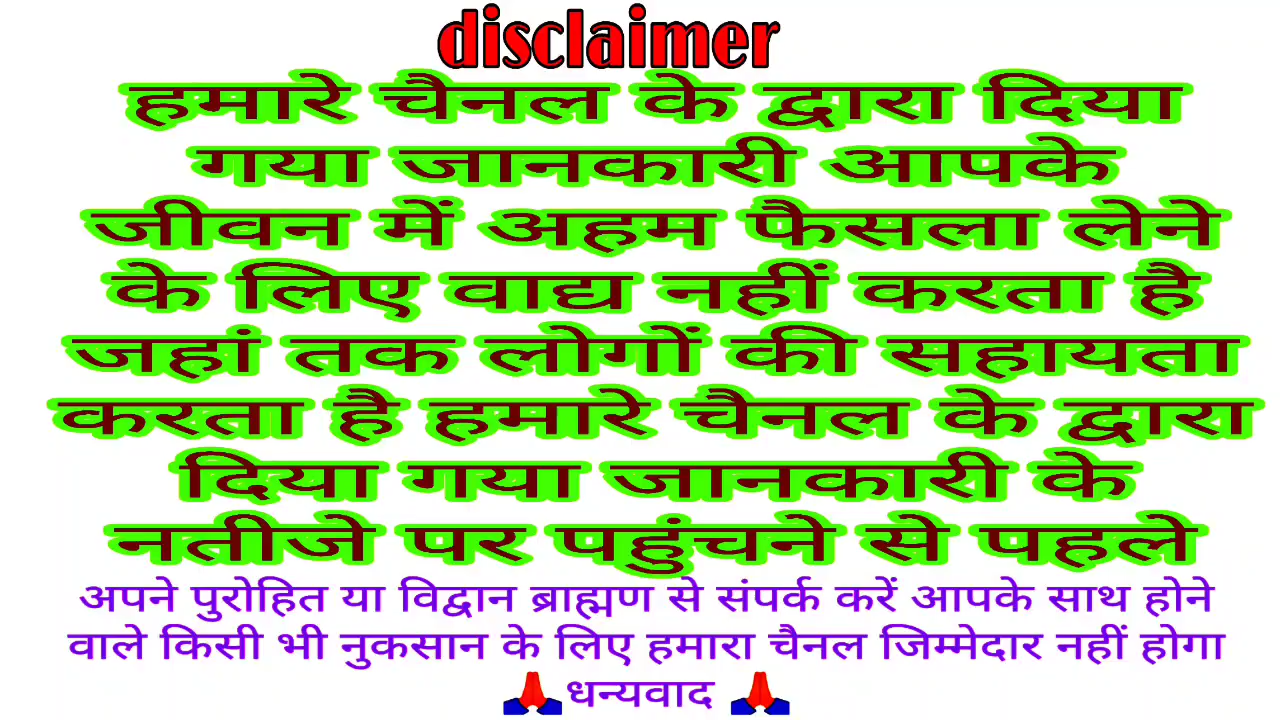 disclaimer
हमारे चैनल के द्वारा दिया
गया जानकारी आपके
जीवन में अहम फैसला लेने
के लिए वाद्य नहीं करता है
जहां तक लोगों की सहायता
करता है हमारे चैनल के द्वारा
दिया गया जानकारी के
नतीजे पर पहुंचने से पहले
अपने पुरोहित या विद्वान ब्राह्मण से संपर्क करें आपके साथ होने
वाले किसी भी नुकसान के लिए हमारा चैनल जिम्मेदार नहीं होगा
🙏धन्यवाद 🙏